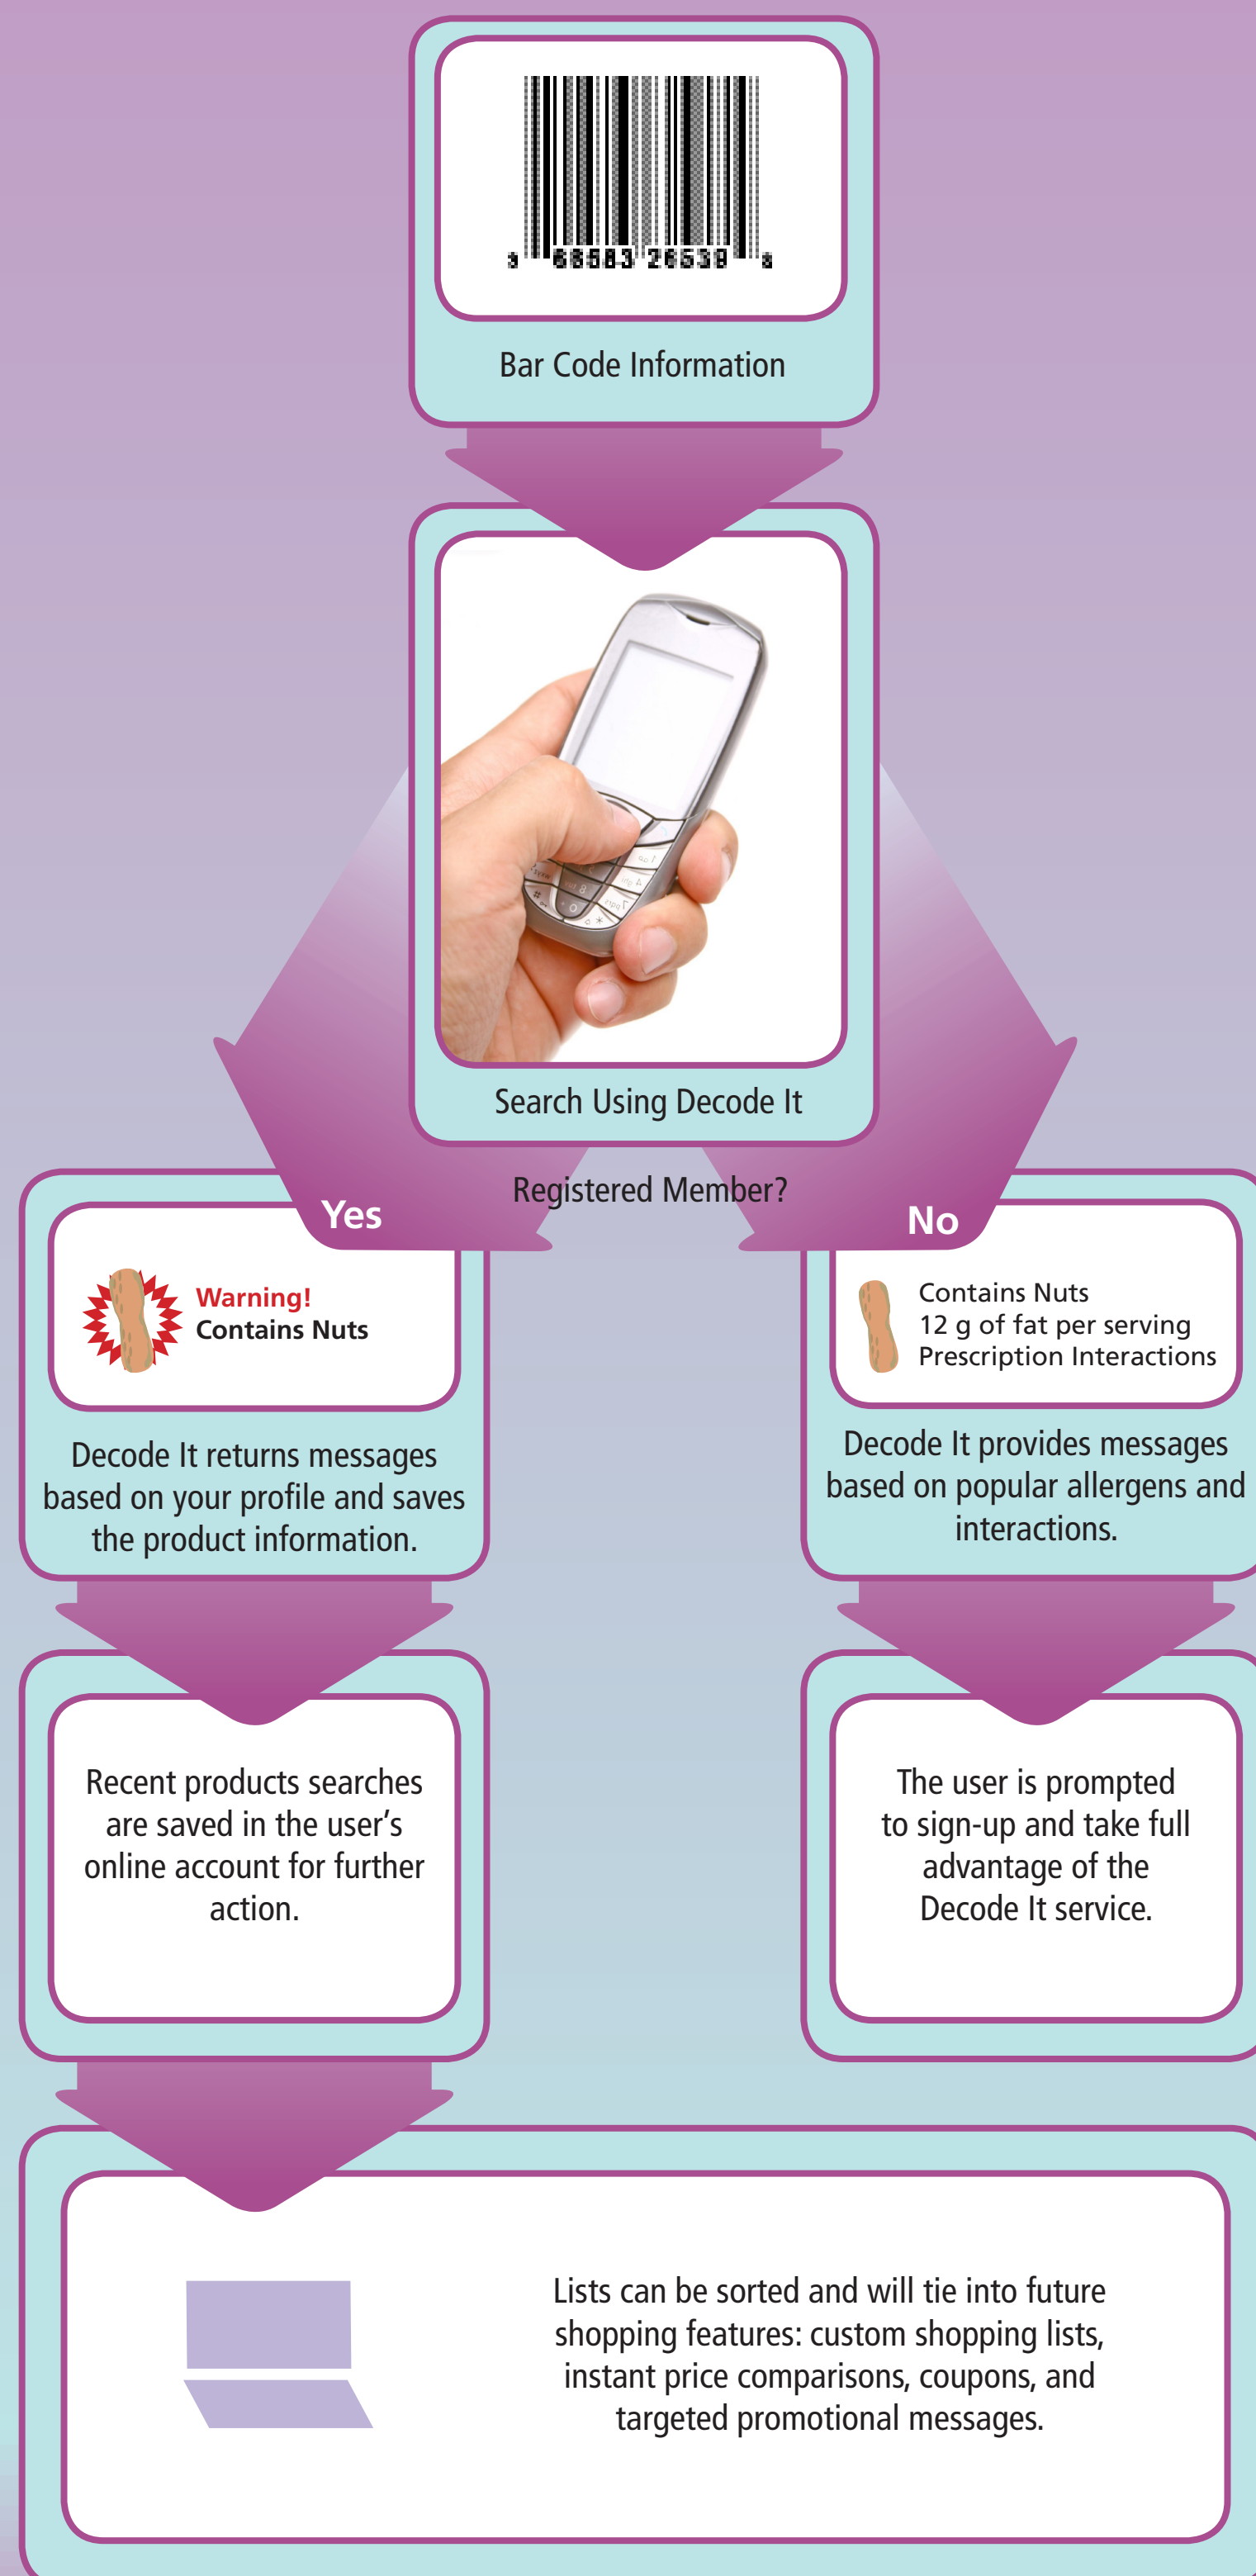 68583 26539
Bar Code Information
Search Using Decode It
Registered Member?
Yes
No
Warning!
Contains Nuts
Decode It returns messages
based on your profile and saves
the product information.
Contains Nuts
12 g of fat per serving
Prescription Interactions
Decode It provides messages
based on popular allergens and
interactions.
Recent products searches
are saved in the user’s
online account for further
action.
The user is prompted
to sign-up and take full
advantage of the
Decode It service.
Lists can be sorted and will tie into future
shopping features: custom shopping lists,
instant price comparisons, coupons, and
targeted promotional messages.